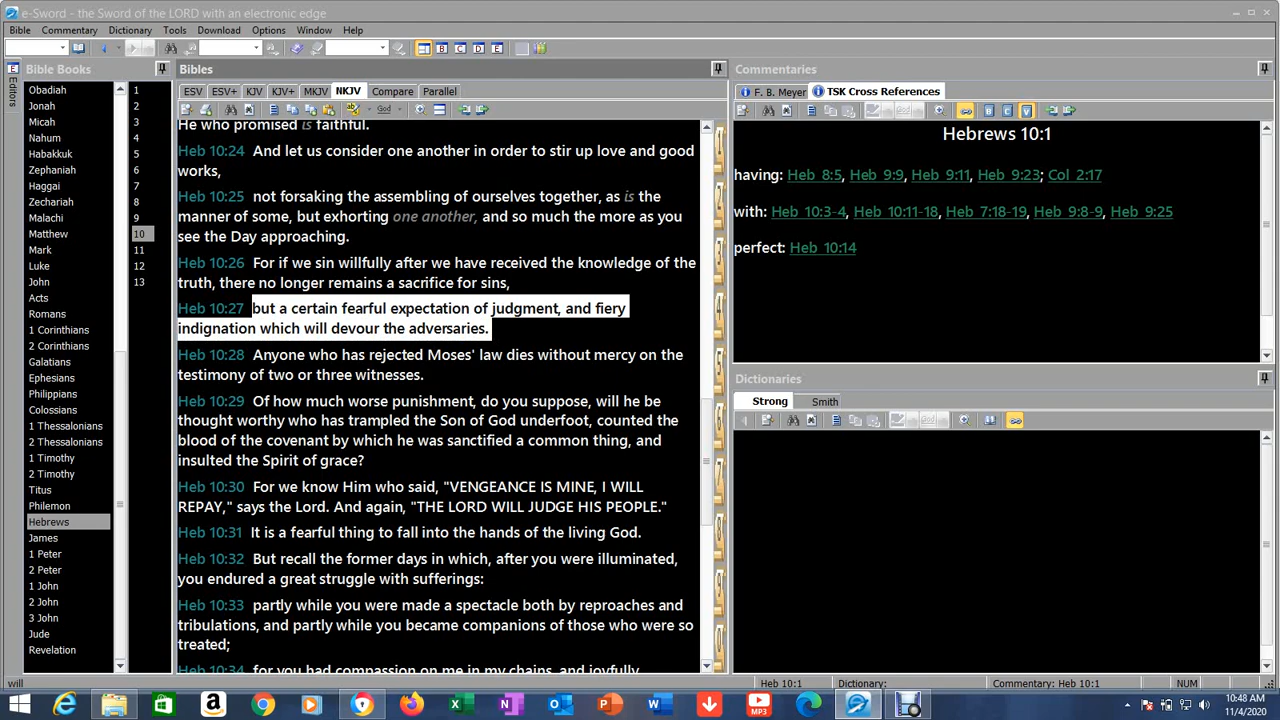 e-Sword - the Sword of the LORD with an electronic edge
Bible Commentary Dictionary Tools Download Options Window Help
B C D E
Editors
Bible Books
Obadiah
Jonah
Micah
Nahum
Habakkuk
Zephaniah
Haggai
Zechariah
Malachi
Matthew
Mark
Luke
John
Acts
Romans
1 Corinthians
2 Corinthians
Galatians
Ephesians
Philippians
Colossians
1 Thessalonians
2 Thessalonians
1 Timothy
2 Timothy
Titus
Philemon
Hebrews
James
1 Peter
2 Peter
1 John
2 John
3 John
Jude
Revelation
1
2
3
4
5
6
7
8
9
10
11
12
13
Bibles
ESV ESV+ KJV KJV+ MKJV NKJV Compare Parallel
God
He who promised is faithful.
Heb 10:24 And let us consider one another in order to stir up love and good
works,
Heb 10:25 not forsaking the assembling of ourselves together, as is the
manner of some, but exhorting one another, and so much the more as you
see the Day approaching.
Heb 10:26 For if we sin willfully after we have received the knowledge of the
truth, there no longer remains a sacrifice for sins,
Heb 10:27 but a certain fearful expectation of judgment, and fiery
indignation which will devour the adversaries.
Heb 10:28 Anyone who has rejected Moses' law dies without mercy on the
testimony of two or three witnesses.
Heb 10:29 Of how much worse punishment, do you suppose, will he be
thought worthy who has trampled the Son of God underfoot, counted the
blood of the covenant by which he was sanctified a common thing, and
insulted the Spirit of grace?
Heb 10:30 For we know Him who said, "VENGEANCE IS MINE, I WILL
REPAY," says the Lord. And again, "THE LORD WILL JUDGE HIS PEOPLE."
Heb 10:31 It is a fearful thing to fall into the hands of the living God.
Heb 10:32 But recall the former days in which, after you were illuminated,
you endured a great struggle with sufferings:
Heb 10:33 partly while you were made a spectacle both by reproaches and
tribulations, and partly while you became companions of those who were so
treated;
Heb 10:34 for you had compassion on me in my chains, and joyfully
Commentaries
F. B. Meyer TSK Cross References
God B C V
Hebrews 10:1
having: Heb 8:5, Heb 9:9, Heb 9:11, Heb 9:23; Col 2:17
with: Heb 10:3-4, Heb 10:11-18, Heb 7:18-19, Heb 9:8-9, Heb 9:25
perfect: Heb 10:14
Dictionaries
Strong Smith
God
will Heb 10:1 Dictionary: Commentary: Heb 10:1 NUM
MP3
10:48 AM
11/4/2020